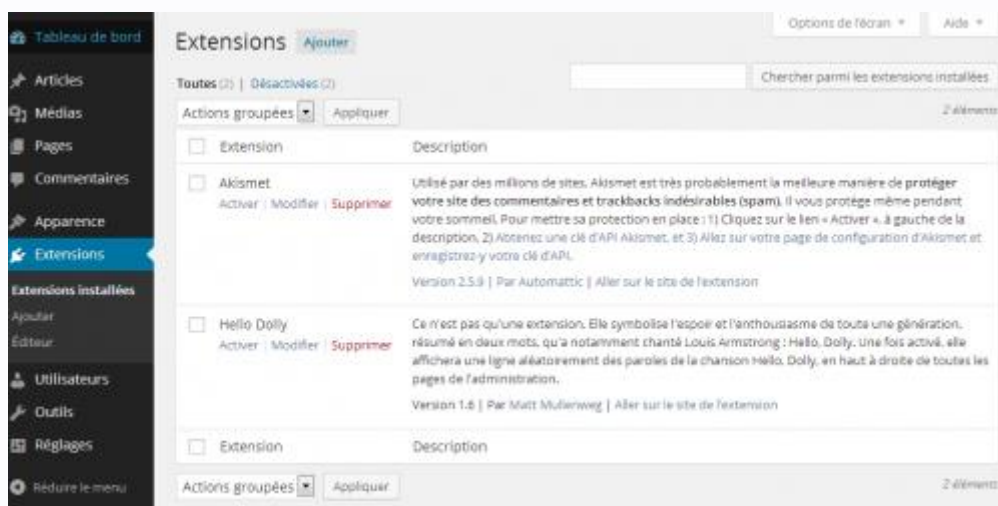 Tableau de bord
Articles
Médias
Pages
Commentaires
Apparence
Extensions
Extensions installées
Ajouter
Éditeur
Utilisateurs
Outils
Réglages
Réduire le menu
Options de l'écran
Aide
Extensions Ajouter
Toutes (2) | Désactivées (2)
Chercher parmi les extensions installées
Actions groupées Appliquer
2 éléments
Extension Description
Akismet
Activer | Modifier | Supprimer
Utilisé par des millions de sites, Akismet est très probablement la meilleure manière de protéger
votre site des commentaires et trackbacks indésirables (spam). Il vous protège même pendant
votre sommeil. Pour mettre sa protection en place : 1) Cliquez sur le lien « Activer », à gauche de la
description, 2) Abtenez une clé d'API Akismet, et 3) Allez sur votre page de configuration d'Akismet et
enregistrez-y votre clé d'API.
Version 2.5.9 | Par Automattic | Aller sur le site de l'extension
Hello Dolly
Activer | Modifier | Supprimer
Ce n'est pas qu'une extension. Elle symbolise l'espoir et l'enthousiasme de toute une génération,
résumé en deux mots, qu'a notamment chanté Louis Armstrong : Hello, Dolly. Une fois activé, elle
affichera une ligne aléatoirement des paroles de la chanson Hello, Dolly, en haut à droite de toutes les
pages de l'administration.
Version 1.6 | Par Matt Mullenweg | Aller sur le site de l'extension
Extension Description
Actions groupées Appliquer
2 éléments